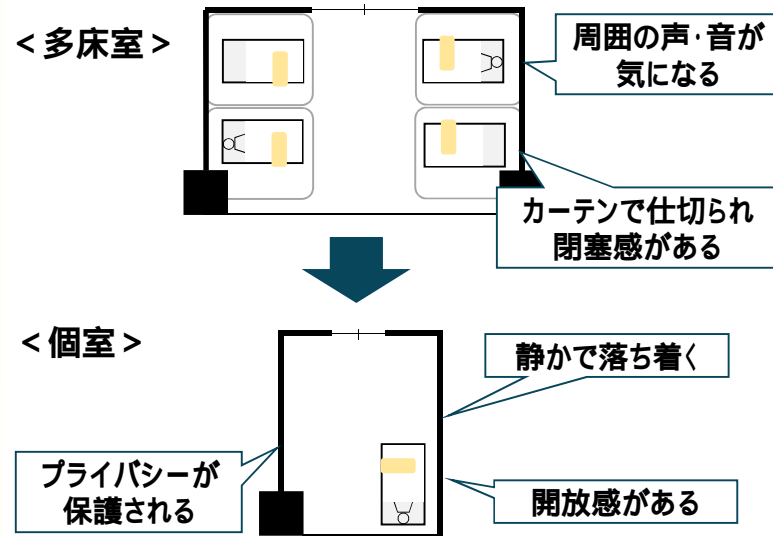 <多床室>
周囲の声・音が
気になる
カーテンで仕切られ
閉塞感がある
<個室>
静かで落ち着く
プライバシーが
保護される
開放感がある